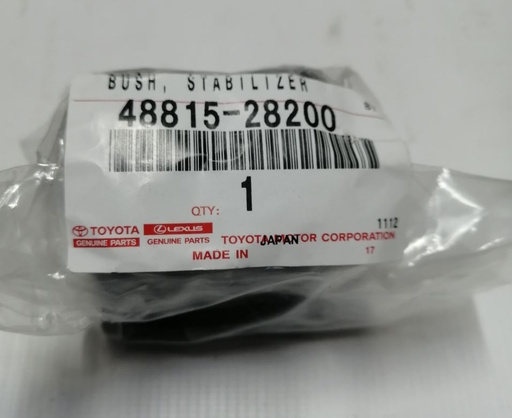 BUSH, STABILIZER
48815-28200
QTY: 1
TOYOTA LEXUS 1112
GENUINE PARTS GENUINE PARTS TOYOTA MOTOR CORPORATION
MADE IN JAPAN 17